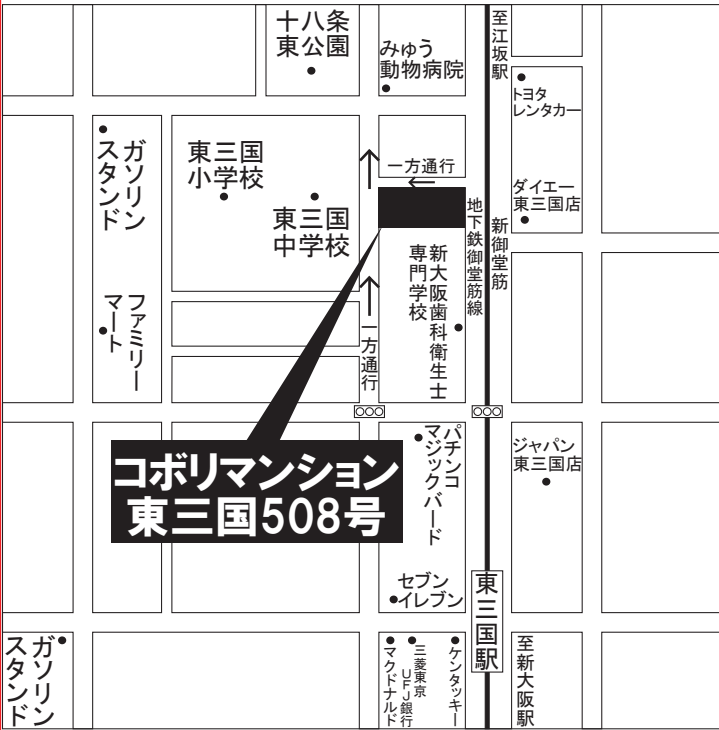 十八条
東公園
みゅう
動物病院
至江坂駅
トヨタ
レンタカー
ガソリン
スタンド
東三国
小学校
東三国
中学校
一方通行
ダイエー
東三国店
地下鉄御堂筋線
新御堂筋
新大阪歯科衛生士
専門学校
ファミリー
マート
一方通行
コボリマンション
東三国508号
パチンコ
マジックバード
ジャパン
東三国店
セブン
イレブン
東三国駅
ガソリン
スタンド
マクドナルド
三菱東京
UFJ銀行
ケンタッキー
至新大阪駅